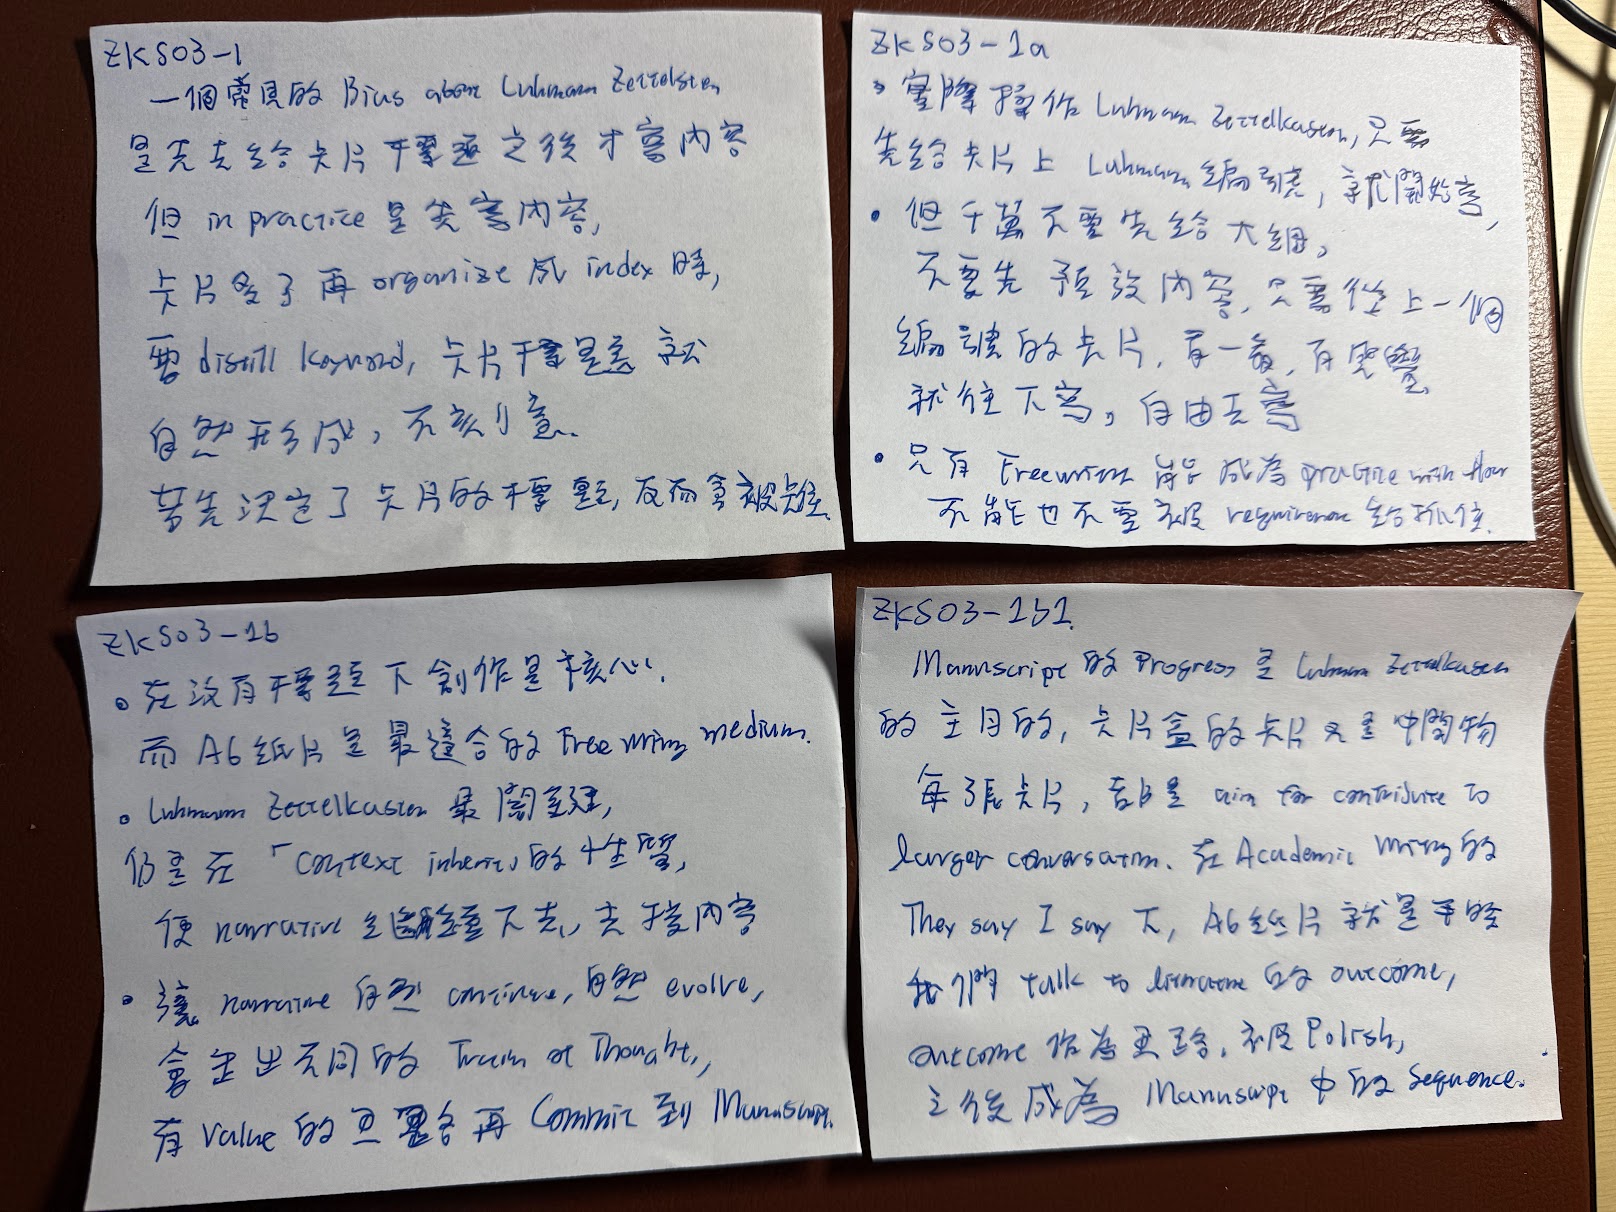 ZKS03-1
一個常見的 Bias about Luhmann Zettelkasten
是先去給卡片標題之後才寫內容
但 in practice 是先寫內容,
卡片多了再 organize 成 index 時,
要 distill keyword, 卡片標題就
自然形成, 不刻意.
若先決定了卡片的標題, 反而會被卡住.
ZKS03-1a
• 實際操作 Luhmann Zettelkasten, 只要
先給卡片上 Luhmann 編號, 就開始寫,
• 但千萬不要先給大綱,
不要先預設內容, 只需從上一個
編號的卡片, 看一看, 有感覺
就往下寫, 自由去寫
• 只有 Freewriting 能成為 practice with flow
不能也不要被 requirement 給抓住.
ZKS03-1b
• 在沒有標題下創作是核心.
而 A6 紙片是最適合的 Free writing medium.
• Luhmann Zettelkasten 最關鍵,
仍是在「Context inherit」的性質,
使 narrative 繼續下去, 去接內容
• 讓 narrative 自然 continue, 自然 evolve,
會生出不同的 Train of Thought,
有 value 的思路再 Commit 到 Manuscript.
ZKS03-1b1.
Manuscript 的 Progress 是 Luhmann Zettelkasten
的主目的, 卡片盒的卡片只是中間物
每張卡片, 都是 aim for contribute to
larger conversation. 在 Academic writing 的
They say I say 下, A6 紙片就是平時
我們 talk to literature 的 outcome,
outcome 作為思路, 被 Polish,
之後成為 Manuscript 中的 Sequence.